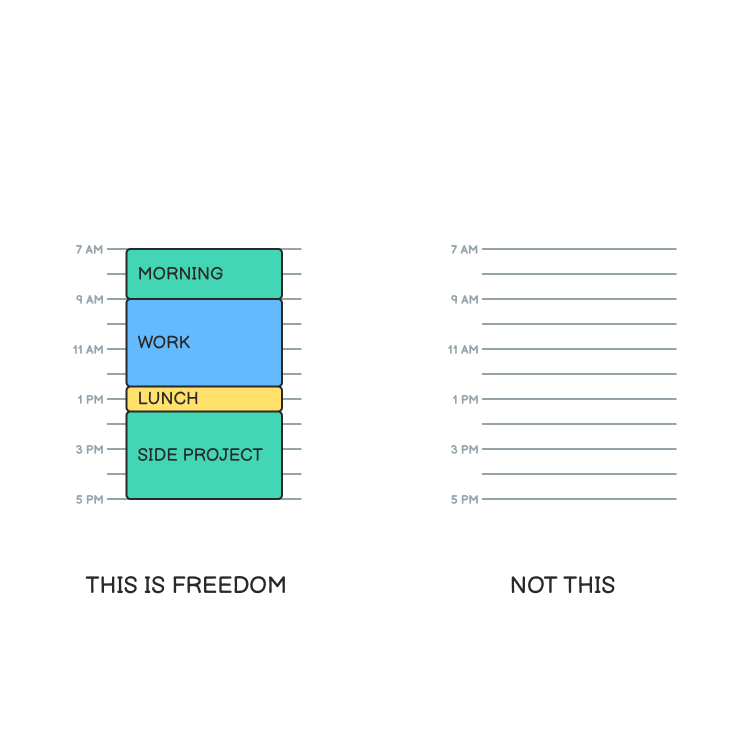 7 AM
MORNING
9 AM
WORK
11 AM
LUNCH
1 PM
3 PM
SIDE PROJECT
5 PM
THIS IS FREEDOM
7 AM
9 AM
11 AM
1 PM
3 PM
5 PM
NOT THIS